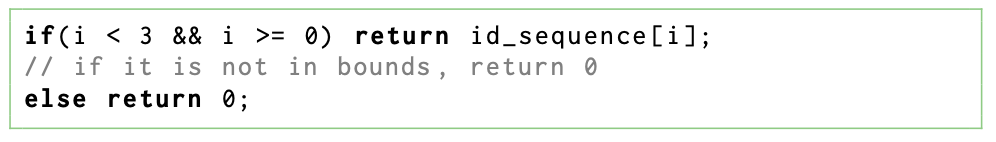 if(i < 3 && i >= 0) return id_sequence[i];
// if it is not in bounds, return 0
else return 0;